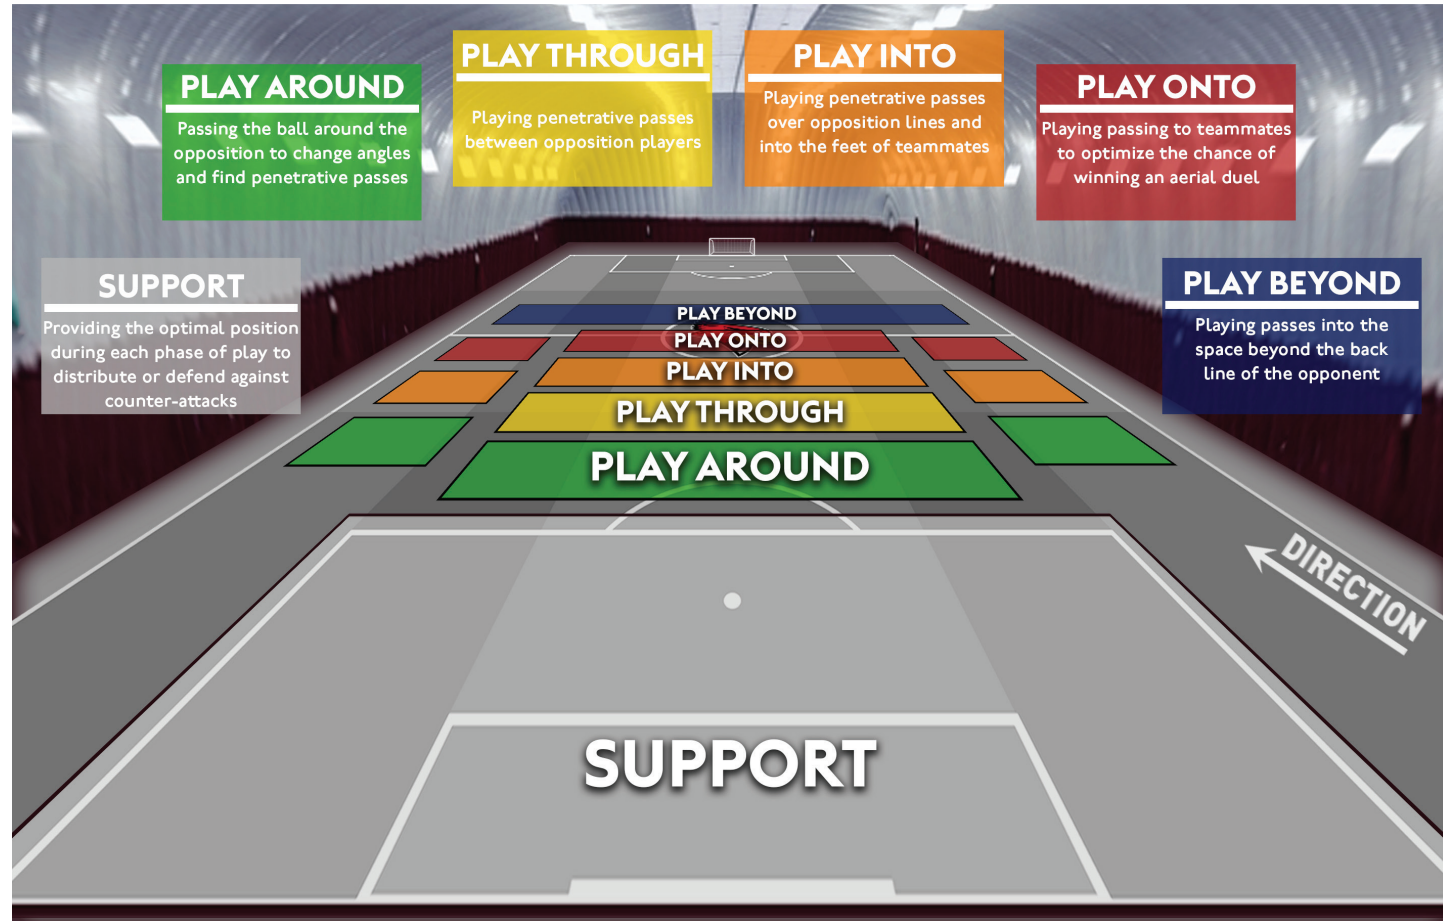 PLAY THROUGH
Playing penetrative passes
between opposition players
PLAY INTO
Playing penetrative passes
over opposition lines and
into the feet of teammates
PLAY AROUND
Passing the ball around the
opposition to change angles
and find penetrative passes
PLAY ONTO
Playing passing to teammates
to optimize the chance of
winning an aerial duel
SUPPORT
Providing the optimal position
during each phase of play to
distribute or defend against
counter-attacks
PLAY BEYOND
Playing passes into the
space beyond the back
line of the opponent
PLAY BEYOND
PLAY ONTO
PLAY INTO
PLAY THROUGH
PLAY AROUND
DIRECTION
SUPPORT